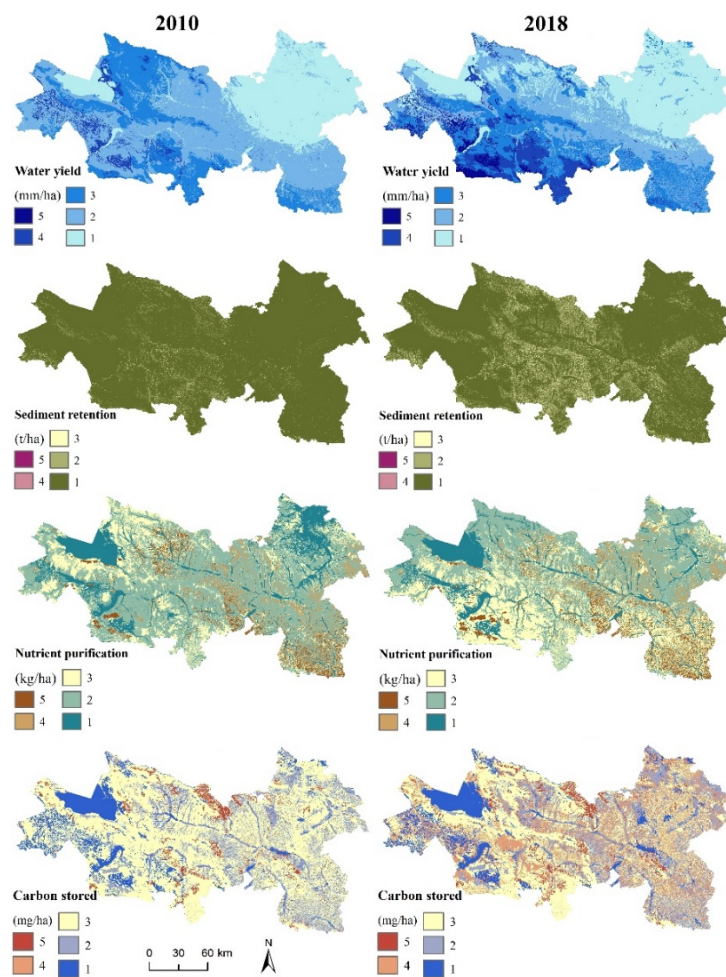 2010 2018
Water yield Water yield
(mm/ha) 3 (mm/ha) 3
5 2 5 2
4 1 4 1
Sediment retention Sediment retention
(t/ha) 3 (t/ha) 3
5 2 5 2
4 1 4 1
Nutrient purification Nutrient purification
(kg/ha) 3 (kg/ha) 3
5 2 5 2
4 1 4 1
Carbon stored Carbon stored
(mg/ha) 3 0 30 60 km N (mg/ha) 3
5 2 5 2
4 1 4 1